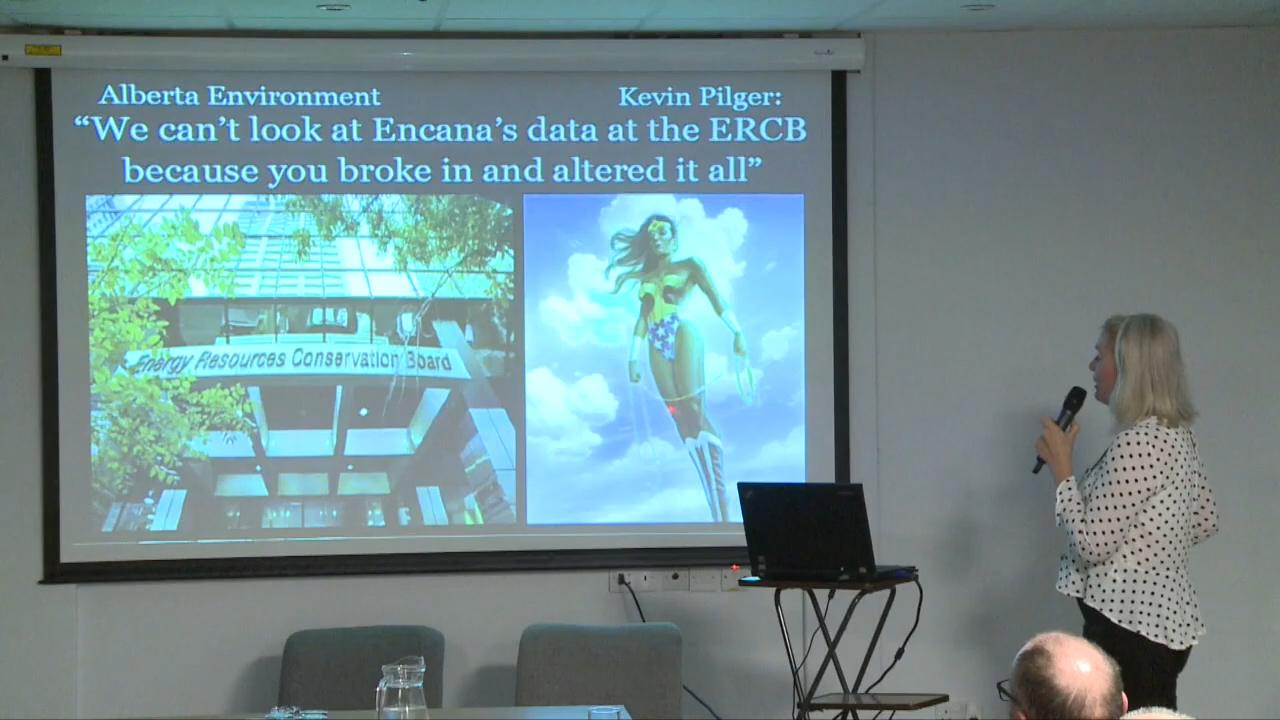 Alberta Environment Kevin Pilger:
“We can’t look at Encana’s data at the ERCB
because you broke in and altered it all”
Energy Resources Conservation Board